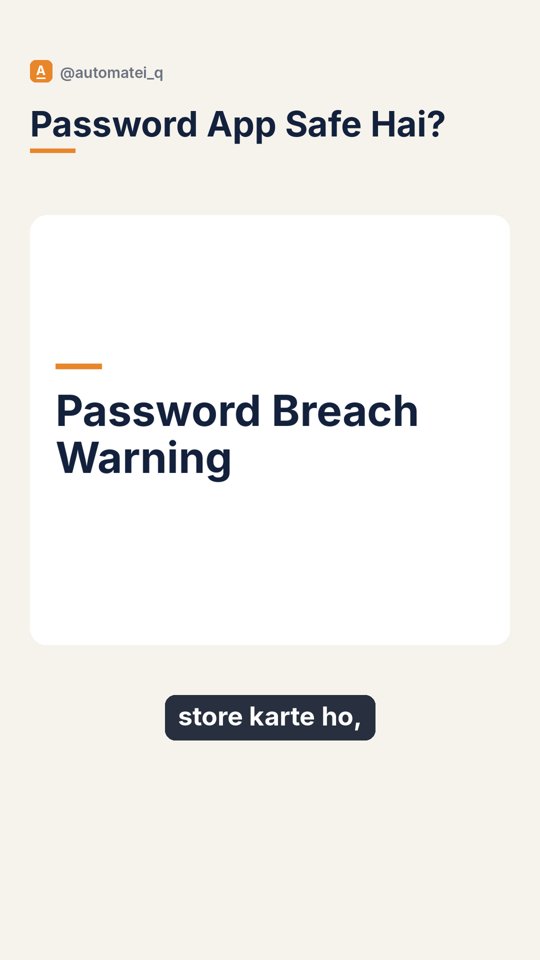 A
@automatei_q
Password App Safe Hai?
Password Breach
Warning
store karte ho,